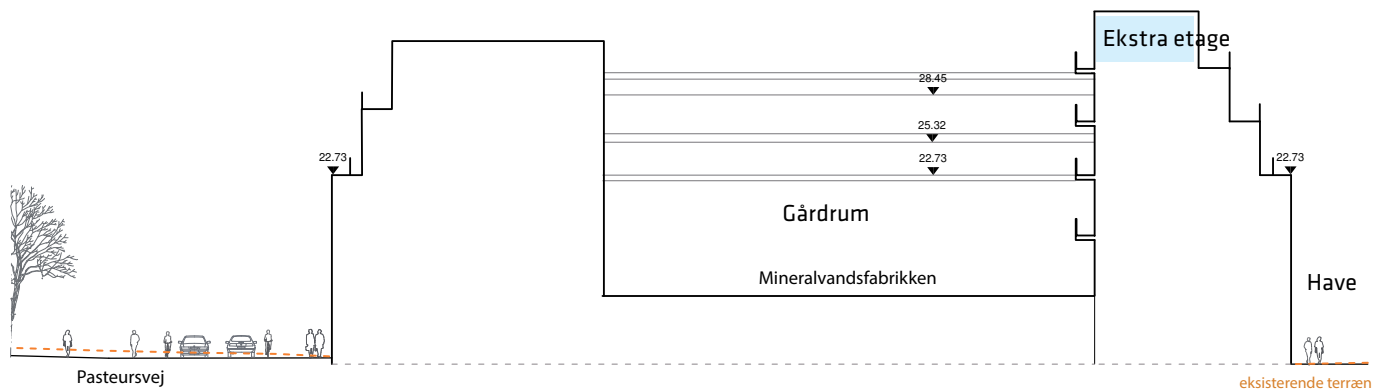 Ekstra etage
28.45
25.32
22.73
22.73
22.73
Gårdrum
Mineralvandsfabrikken
Have
Pasteursvej
eksisterende terræn